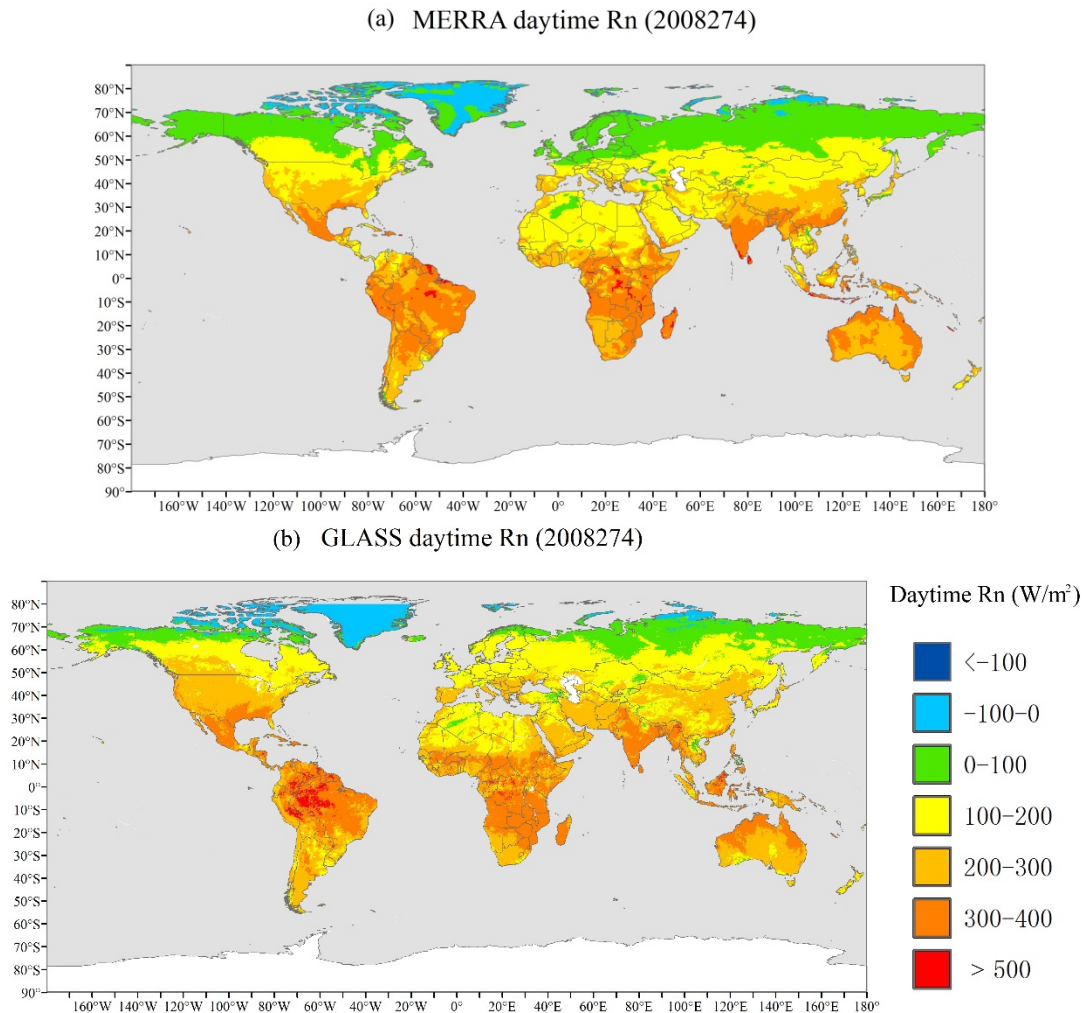 (a) MERRA daytime Rn (2008274)
80°N
70°N
60°N
50°N
40°N
30°N
20°N
10°N
0°
10°S
20°S
30°S
40°S
50°S
60°S
70°S
80°S
90°
160°W 140°W 120°W 100°W 80°W 60°W 40°W 20°W 0° 20°E 40°E 60°E 80°E 100°E 120°E 140°E 160°E 180°
(b) GLASS daytime Rn (2008274)
80°N
70°N
60°N
50°N
40°N
30°N
20°N
10°N
0°
10°S
20°S
30°S
40°S
50°S
60°S
70°S
80°S
90°
160°W 140°W 120°W 100°W 80°W 60°W 40°W 20°W 0° 20°E 40°E 60°E 80°E 100°E 120°E 140°E 160°E 180°
Daytime Rn (W/m²)
<-100
-100-0
0-100
100-200
200-300
300-400
> 500